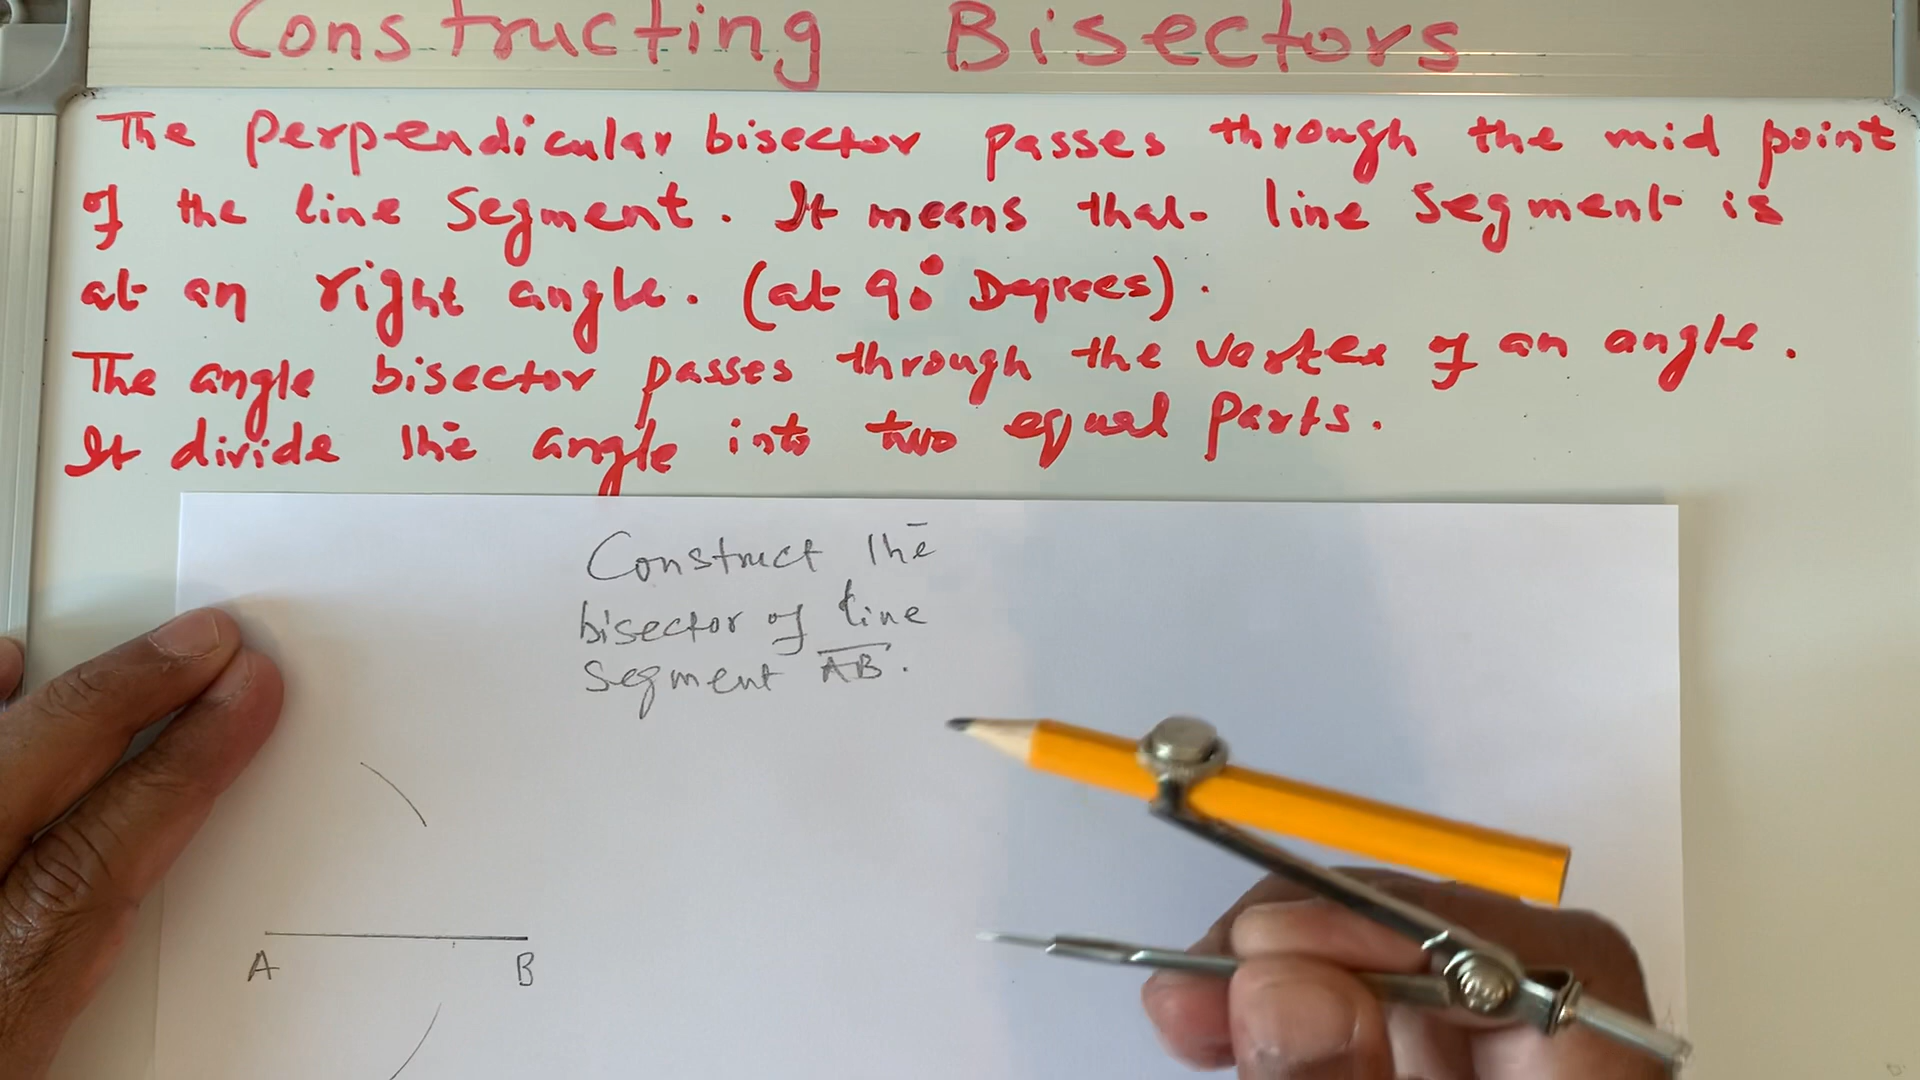 Constructing Bisectors
The perpendicular bisector passes through the mid point
of the line segment. It means that line segment is
at an right angle. (at 90° Degrees).
The angle bisector passes through the vertex of an angle.
It divide the angle into two equal parts.
Construct the
bisector of line
segment A̅B̅.
A B